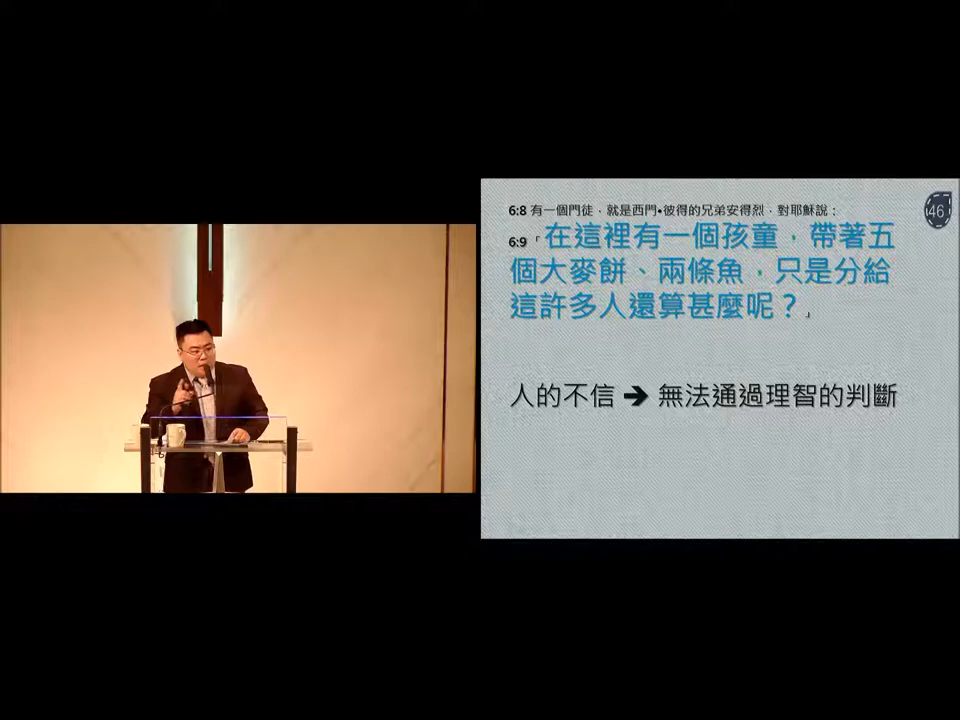 6:8 有一個門徒，就是西門•彼得的兄弟安得烈，對耶穌說：
46
6:9「在這裡有一個孩童，帶著五
個大麥餅、兩條魚，只是分給
這許多人還算甚麼呢？」
人的不信 ➔ 無法通過理智的判斷